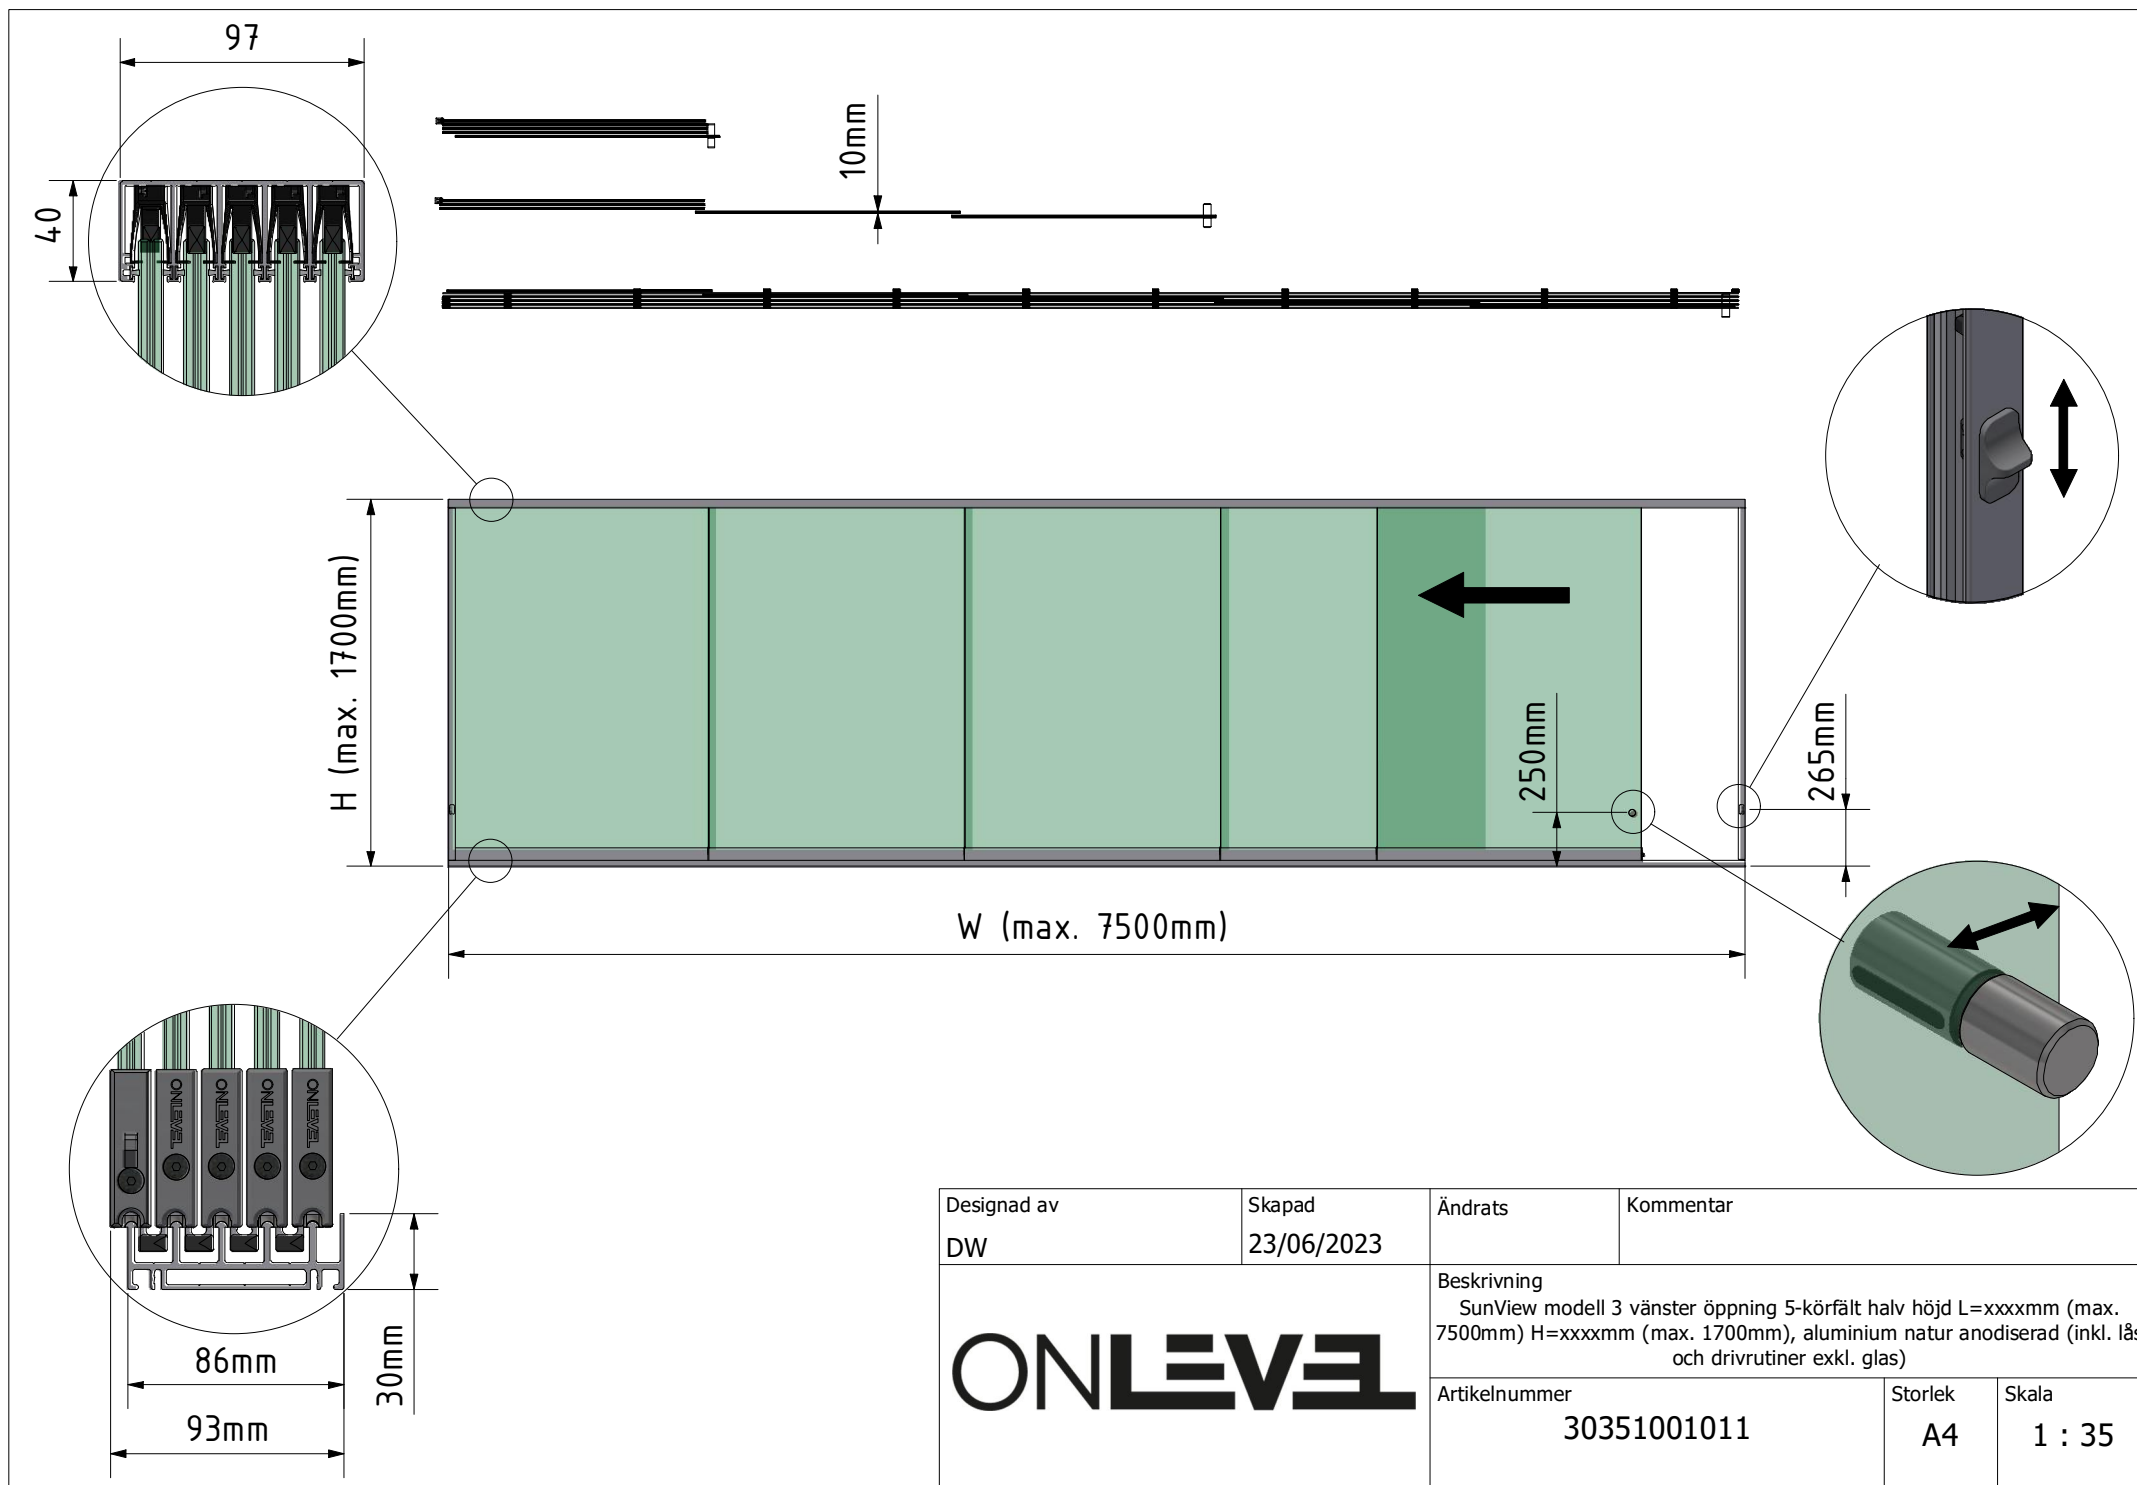 97
40
10mm
H (max. 1700mm)
250mm
265mm
W (max. 7500mm)
ONLEVEL
ONLEVEL
ONLEVEL
ONLEVEL
86mm
93mm
30mm
Designad av
DW
Skapad
23/06/2023
Ändrats
Kommentar
ONLEVEL
Beskrivning
SunView modell 3 vänster öppning 5-körfält halv höjd L=xxxxmm (max.
7500mm) H=xxxxmm (max. 1700mm), aluminium natur anodiserad (inkl. lås
och drivrutiner exkl. glas)
Artikelnummer
30351001011
Storlek
A4
Skala
1 : 35